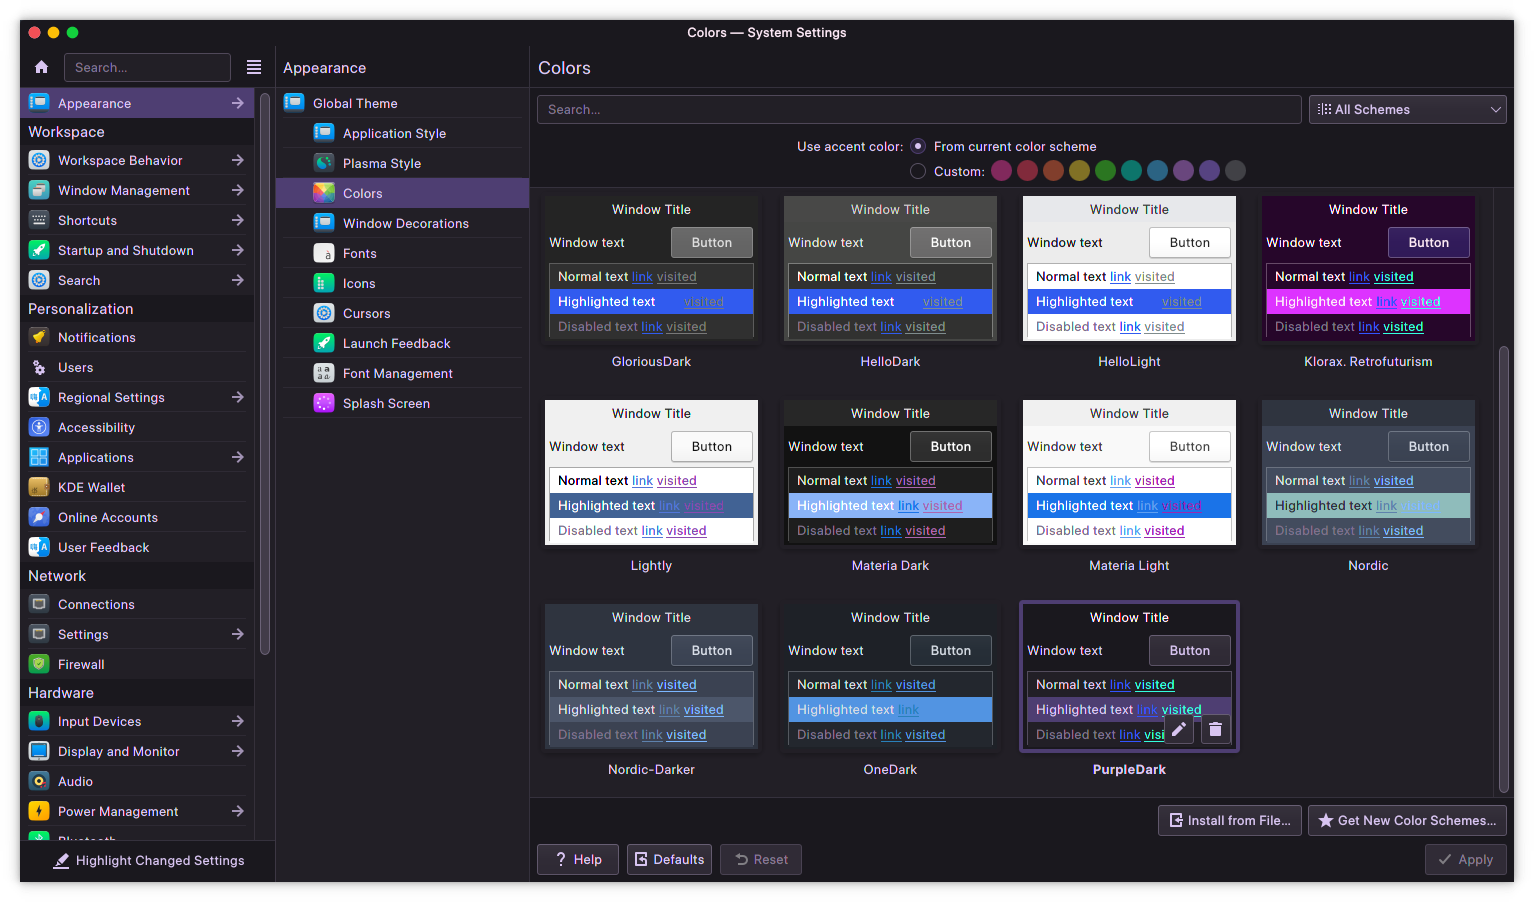 Colors — System Settings
Search...
Appearance
Workspace
Workspace Behavior
Window Management
Shortcuts
Startup and Shutdown
Search
Personalization
Notifications
Users
Regional Settings
Accessibility
Applications
KDE Wallet
Online Accounts
User Feedback
Network
Connections
Settings
Firewall
Hardware
Input Devices
Display and Monitor
Audio
Power Management
Bluetooth
Highlight Changed Settings
Appearance
Global Theme
Application Style
Plasma Style
Colors
Window Decorations
Fonts
Icons
Cursors
Launch Feedback
Font Management
Splash Screen
Colors
Search...
All Schemes
Use accent color: From current color scheme
Custom:
Window Title
Window text Button
Normal text link visited
Highlighted text visited
Disabled text link visited
GloriousDark
Window Title
Window text Button
Normal text link visited
Highlighted text visited
Disabled text link visited
HelloDark
Window Title
Window text Button
Normal text link visited
Highlighted text visited
Disabled text link visited
HelloLight
Window Title
Window text Button
Normal text link visited
Highlighted text link visited
Disabled text link visited
Klorax. Retrofuturism
Window Title
Window text Button
Normal text link visited
Highlighted text link visited
Disabled text link visited
Lightly
Window Title
Window text Button
Normal text link visited
Highlighted text link visited
Disabled text link visited
Materia Dark
Window Title
Window text Button
Normal text link visited
Highlighted text link visited
Disabled text link visited
Materia Light
Window Title
Window text Button
Normal text link visited
Highlighted text link visited
Disabled text link visited
Nordic
Window Title
Window text Button
Normal text link visited
Highlighted text link visited
Disabled text link visited
Nordic-Darker
Window Title
Window text Button
Normal text link visited
Highlighted text link
Disabled text link visited
OneDark
Window Title
Window text Button
Normal text link visited
Highlighted text link visited
Disabled text link visi
PurpleDark
Install from File...
Get New Color Schemes...
? Help
Defaults
Reset
Apply